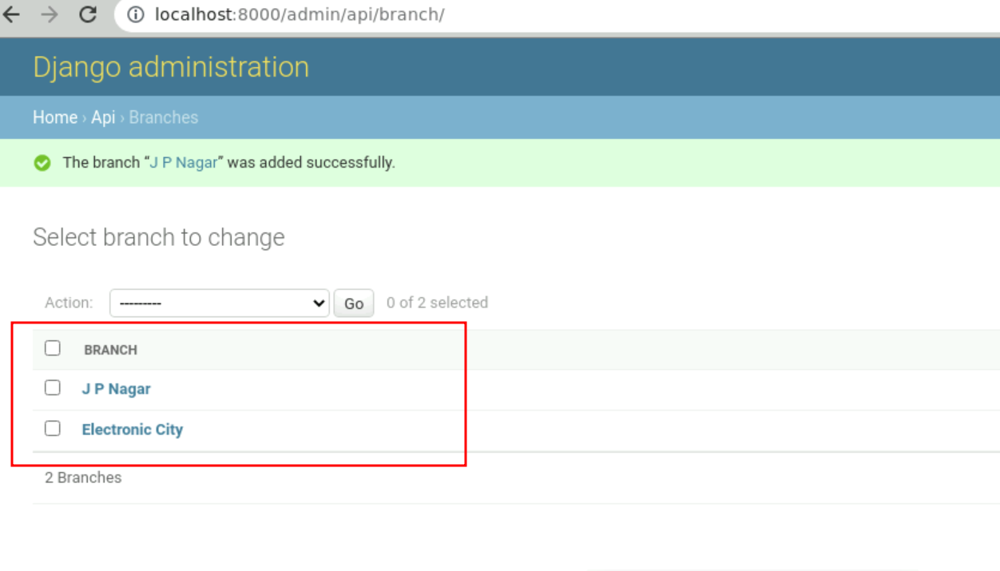 localhost:8000/admin/api/branch/
Django administration
Home › Api › Branches
The branch “J P Nagar” was added successfully.
Select branch to change
Action: --------- Go 0 of 2 selected
BRANCH
J P Nagar
Electronic City
2 Branches